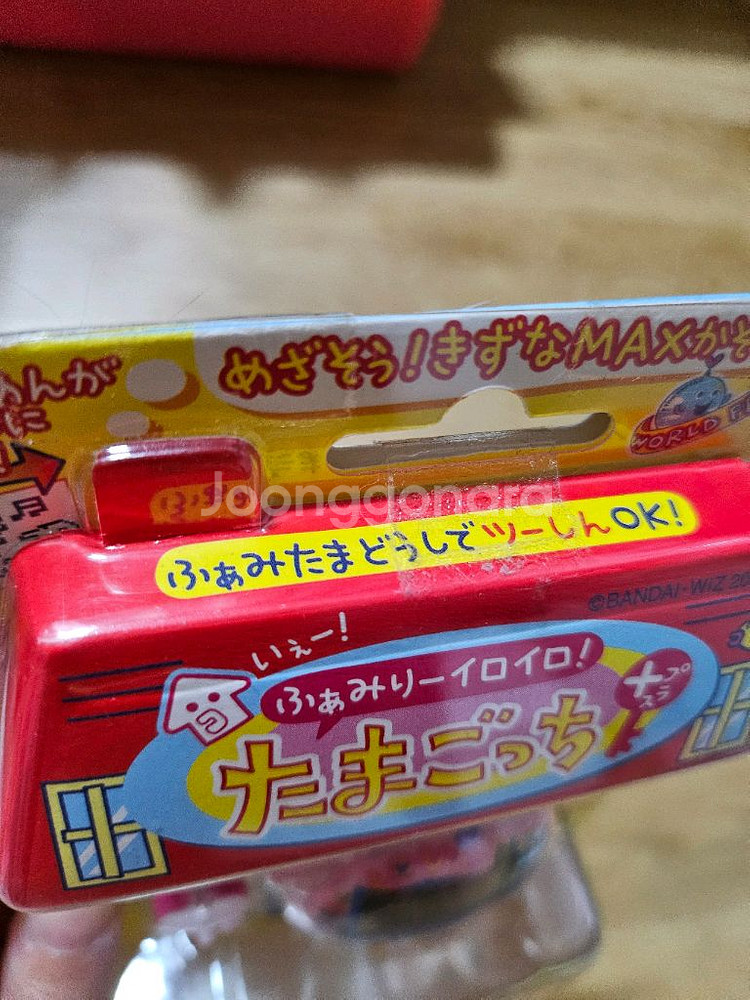 めざそう!きずなMAXかぞ
めんが
に
WORLD
Joonggonara
ふぁみたまどうしでツーしんOK!
©BANDAI・WiZ 20
いぇー!
ふぁみりーイロイロ!
たまごっち
+
プラス